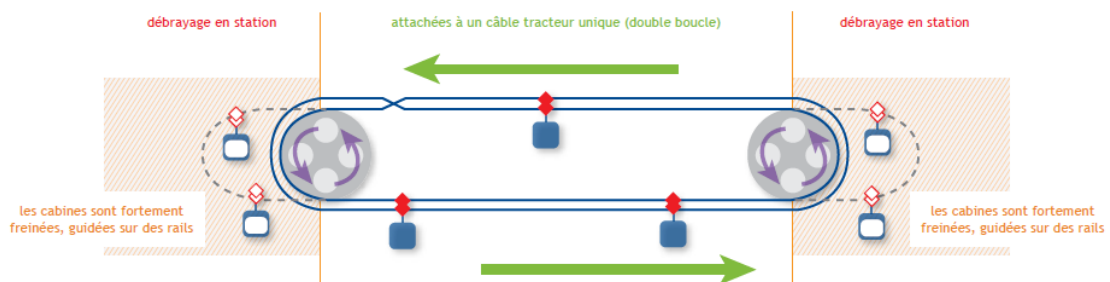 débrayage en station
attachées à un câble tracteur unique (double boucle)
débrayage en station
les cabines sont fortement
freinées, guidées sur des rails
les cabines sont fortement
freinées, guidées sur des rails